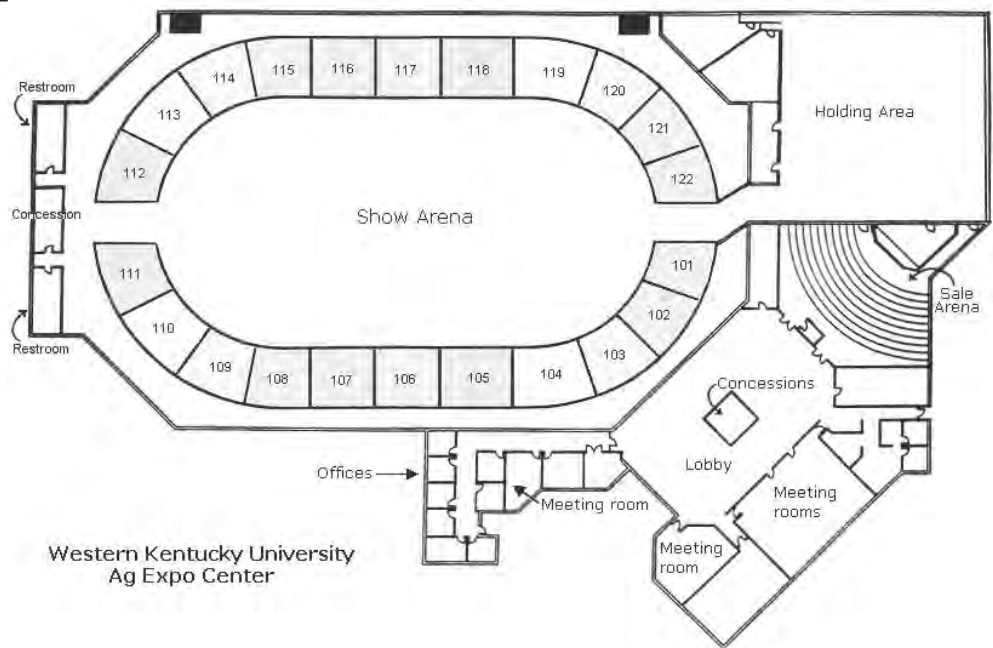 114
115
116
117
118
119
120
121
122
113
112
Restroom
Concession
Restroom
Holding Area
Show Arena
111
110
109
108
107
106
105
104
103
102
101
Sale
Arena
Concessions
Lobby
Offices
Meeting room
Meeting
rooms
Meeting
room
Western Kentucky University
Ag Expo Center